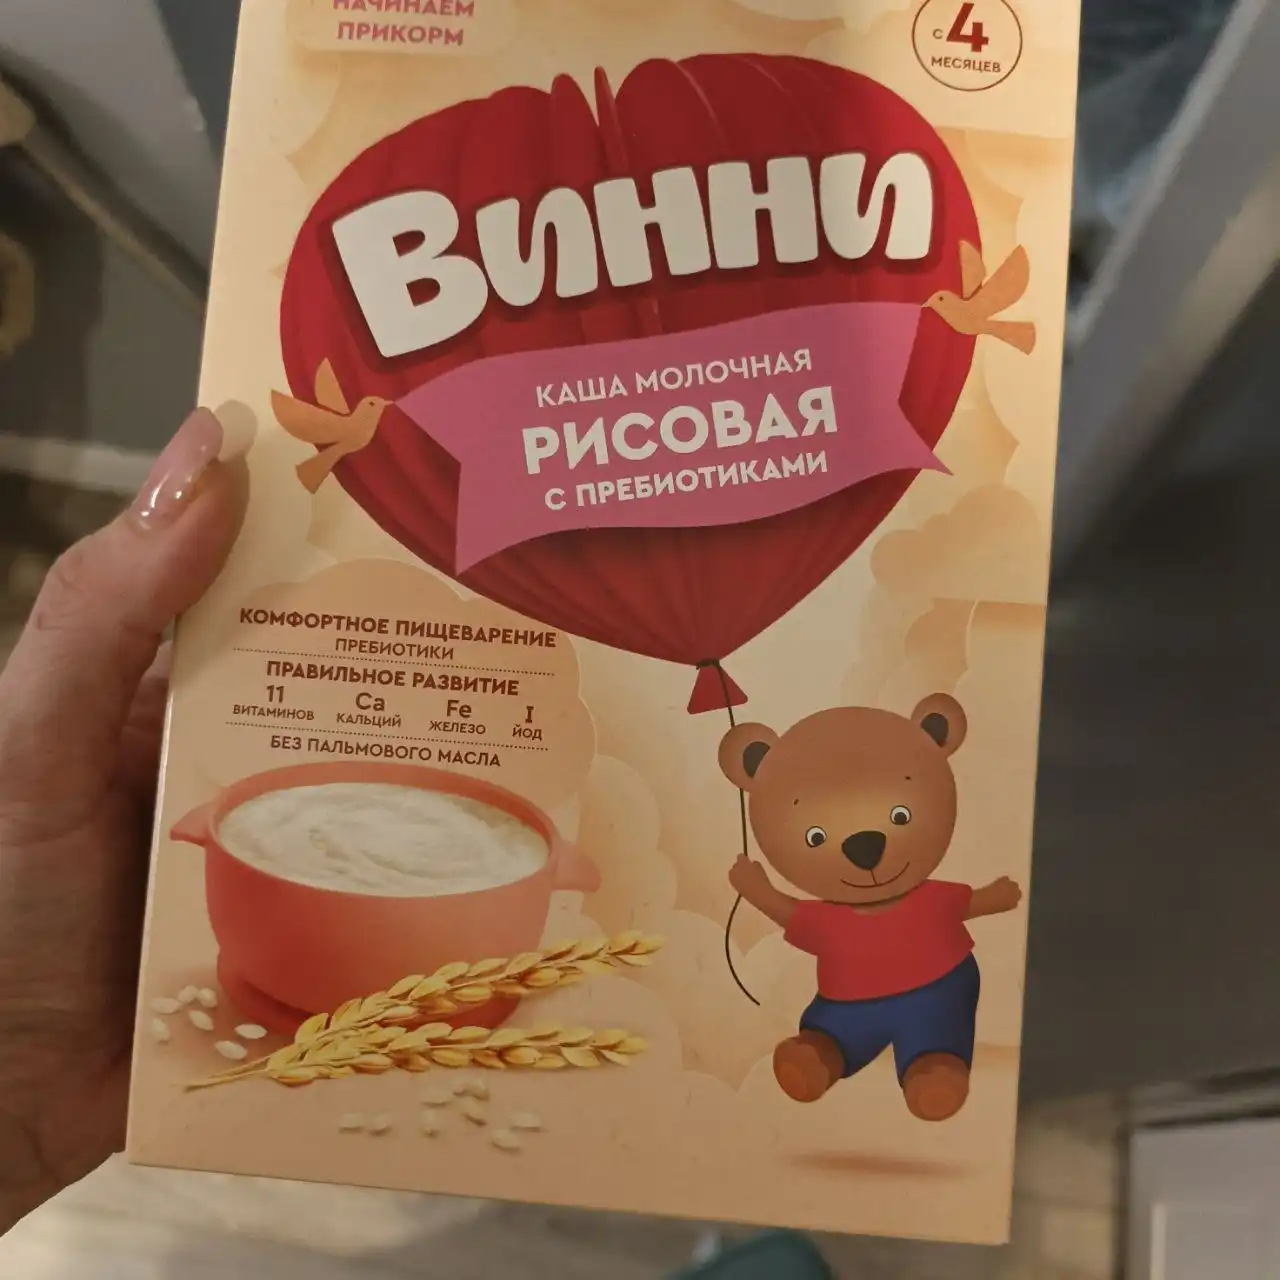 НАЧИНАЕМ
ПРИКОРМ
С 4
МЕСЯЦЕВ
ВИННИ
КАША МОЛОЧНАЯ
РИСОВАЯ
С ПРЕБИОТИКАМИ
КОМФОРТНОЕ ПИЩЕВАРЕНИЕ
ПРЕБИОТИКИ
ПРАВИЛЬНОЕ РАЗВИТИЕ
11 Ca Fe I
ВИТАМИНОВ КАЛЬЦИЙ ЖЕЛЕЗО ЙОД
БЕЗ ПАЛЬМОВОГО МАСЛА